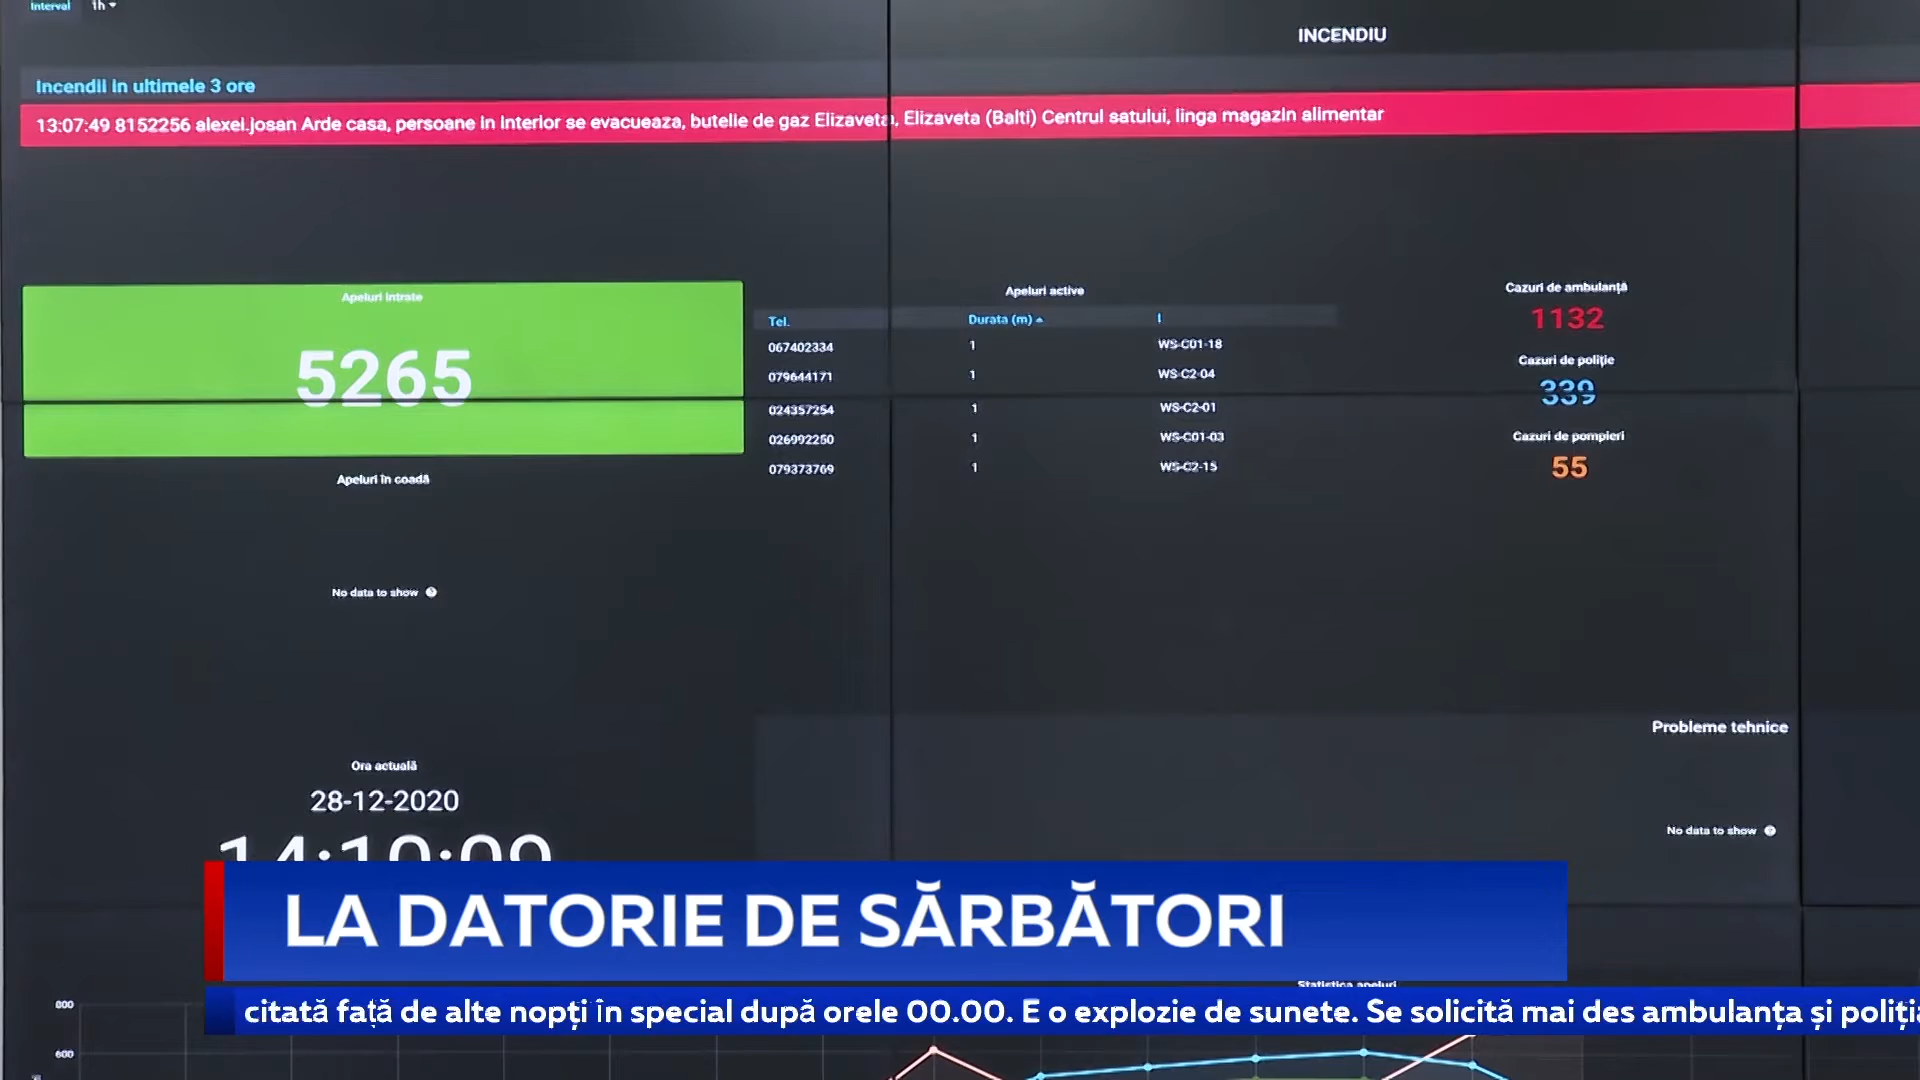 Interval 1h
INCENDIU
Incendii in ultimele 3 ore
13:07:49 8152256 alexei.josan Arde casa, persoane in interior se evacueaza, butelie de gaz Elizaveta, Elizaveta (Balti) Centrul satului, linga magazin alimentar
Apeluri intrate
5265
Apeluri în coadă
No data to show
Apeluri active
Tel. Durata (m) I
067402334 1 WS-C01-18
079644171 1 WS-C2-04
024357254 1 WS-C2-01
026992250 1 WS-C01-03
079373769 1 WS-C2-15
Cazuri de ambulanță
1132
Cazuri de poliție
339
Cazuri de pompieri
55
Probleme tehnice
No data to show
Ora actuală
28-12-2020
14:10:09
LA DATORIE DE SĂRBĂTORI
Statistica apeluri
citată față de alte nopți în special după orele 00.00. E o explozie de sunete. Se solicită mai des ambulanța și poliția
800
600